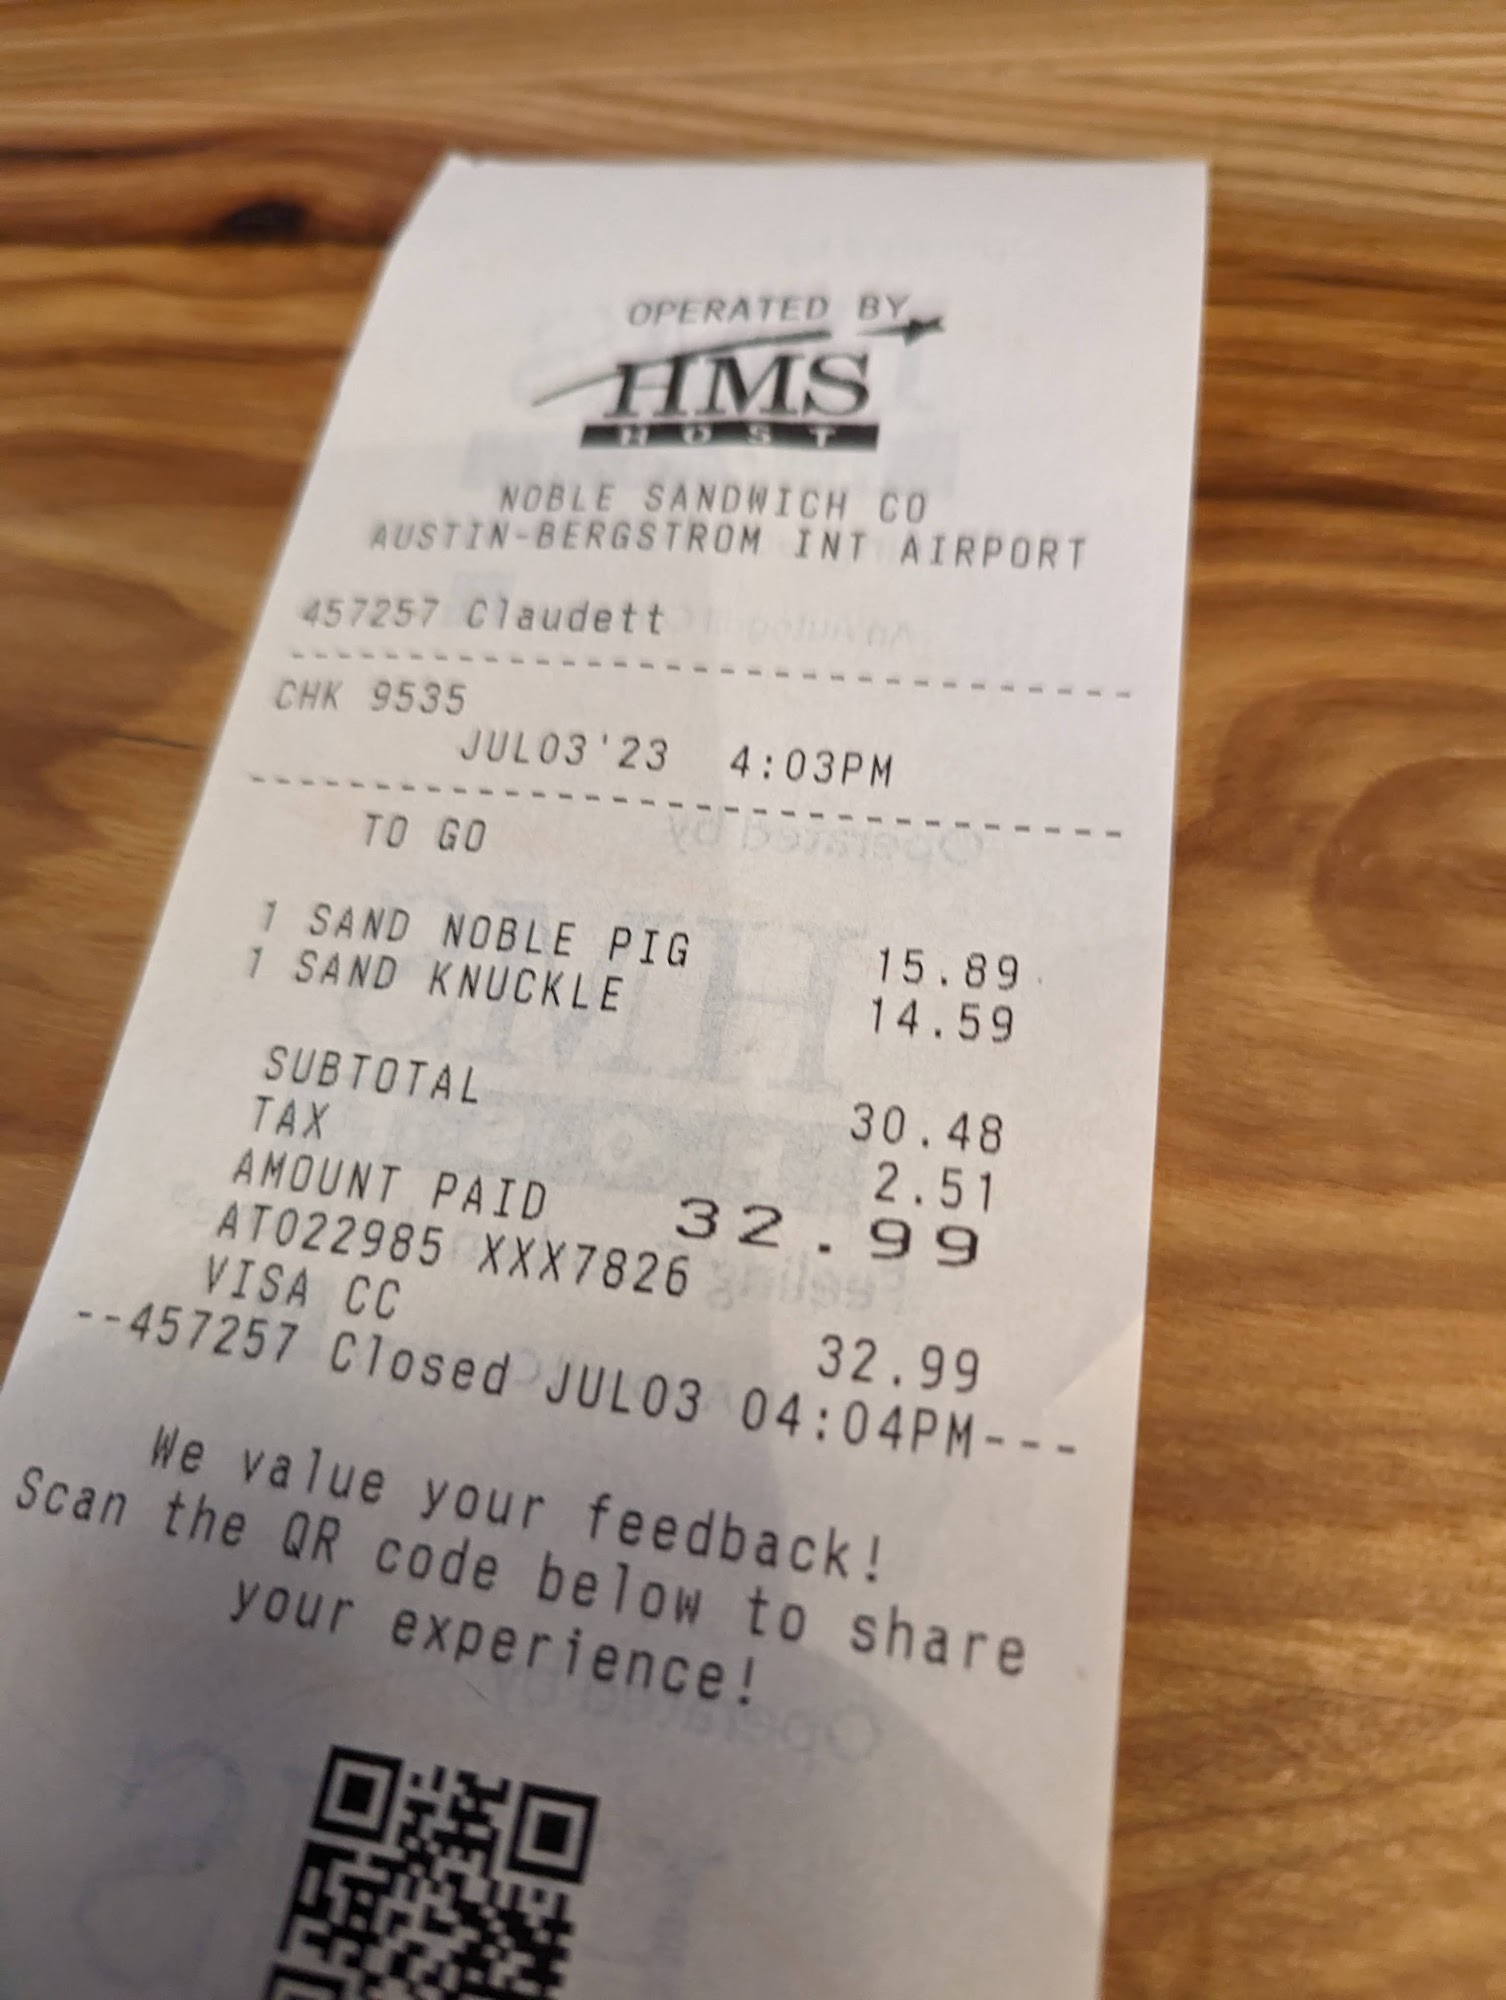 OPERATED BY
HMS
HOST
NOBLE SANDWICH CO
AUSTIN-BERGSTROM INT AIRPORT
457257 Claudett
--------------------------------
CHK 9535
JUL03'23 4:03PM
--------------------------------
TO GO
1 SAND NOBLE PIG 15.89
1 SAND KNUCKLE 14.59
SUBTOTAL 30.48
TAX 2.51
AMOUNT PAID 32.99
AT022985 XXX7826
VISA CC 32.99
--457257 Closed JUL03 04:04PM---
We value your feedback!
Scan the QR code below to share
your experience!